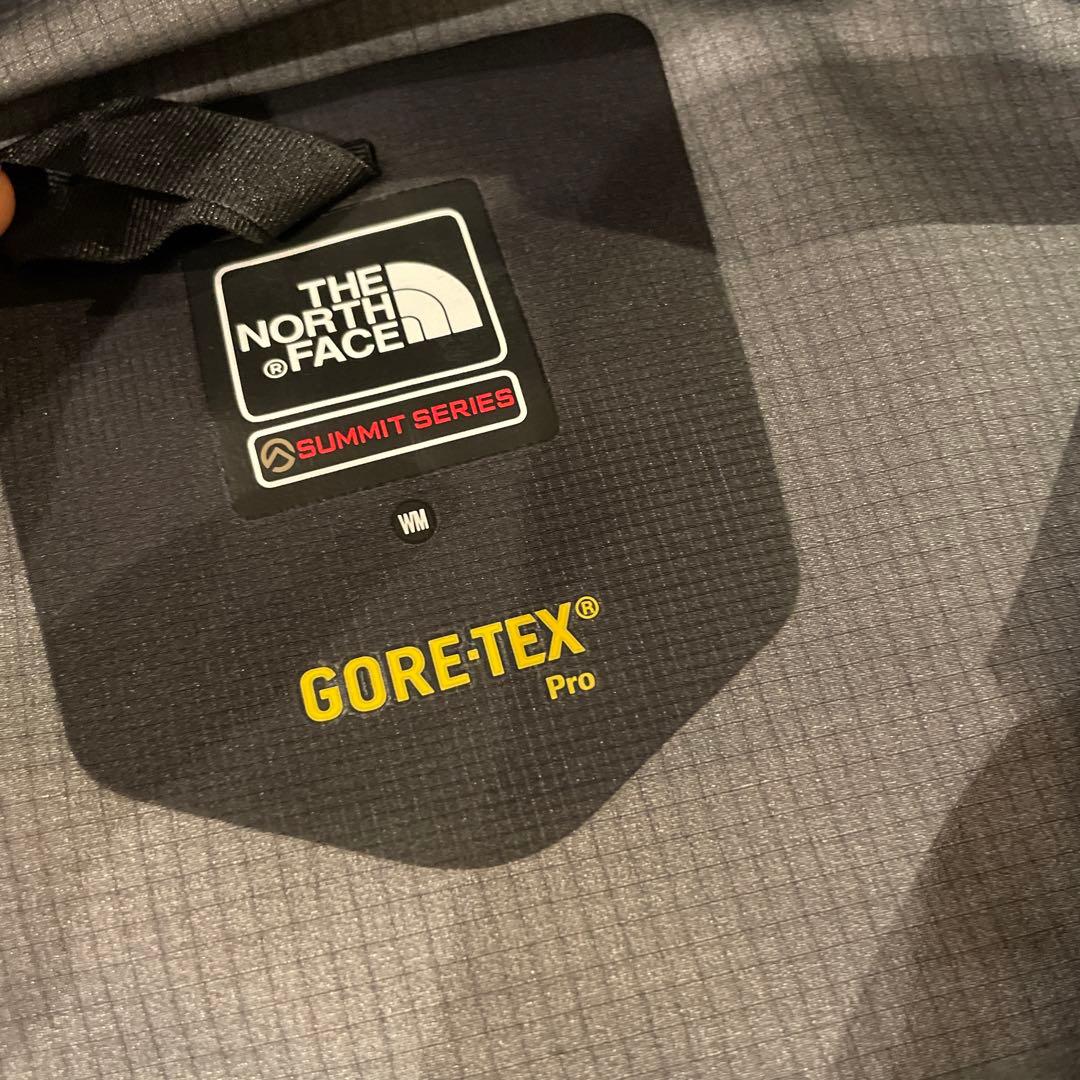 THE
NORTH
®FACE
SUMMIT SERIES
WM
GORE-TEX®
Pro